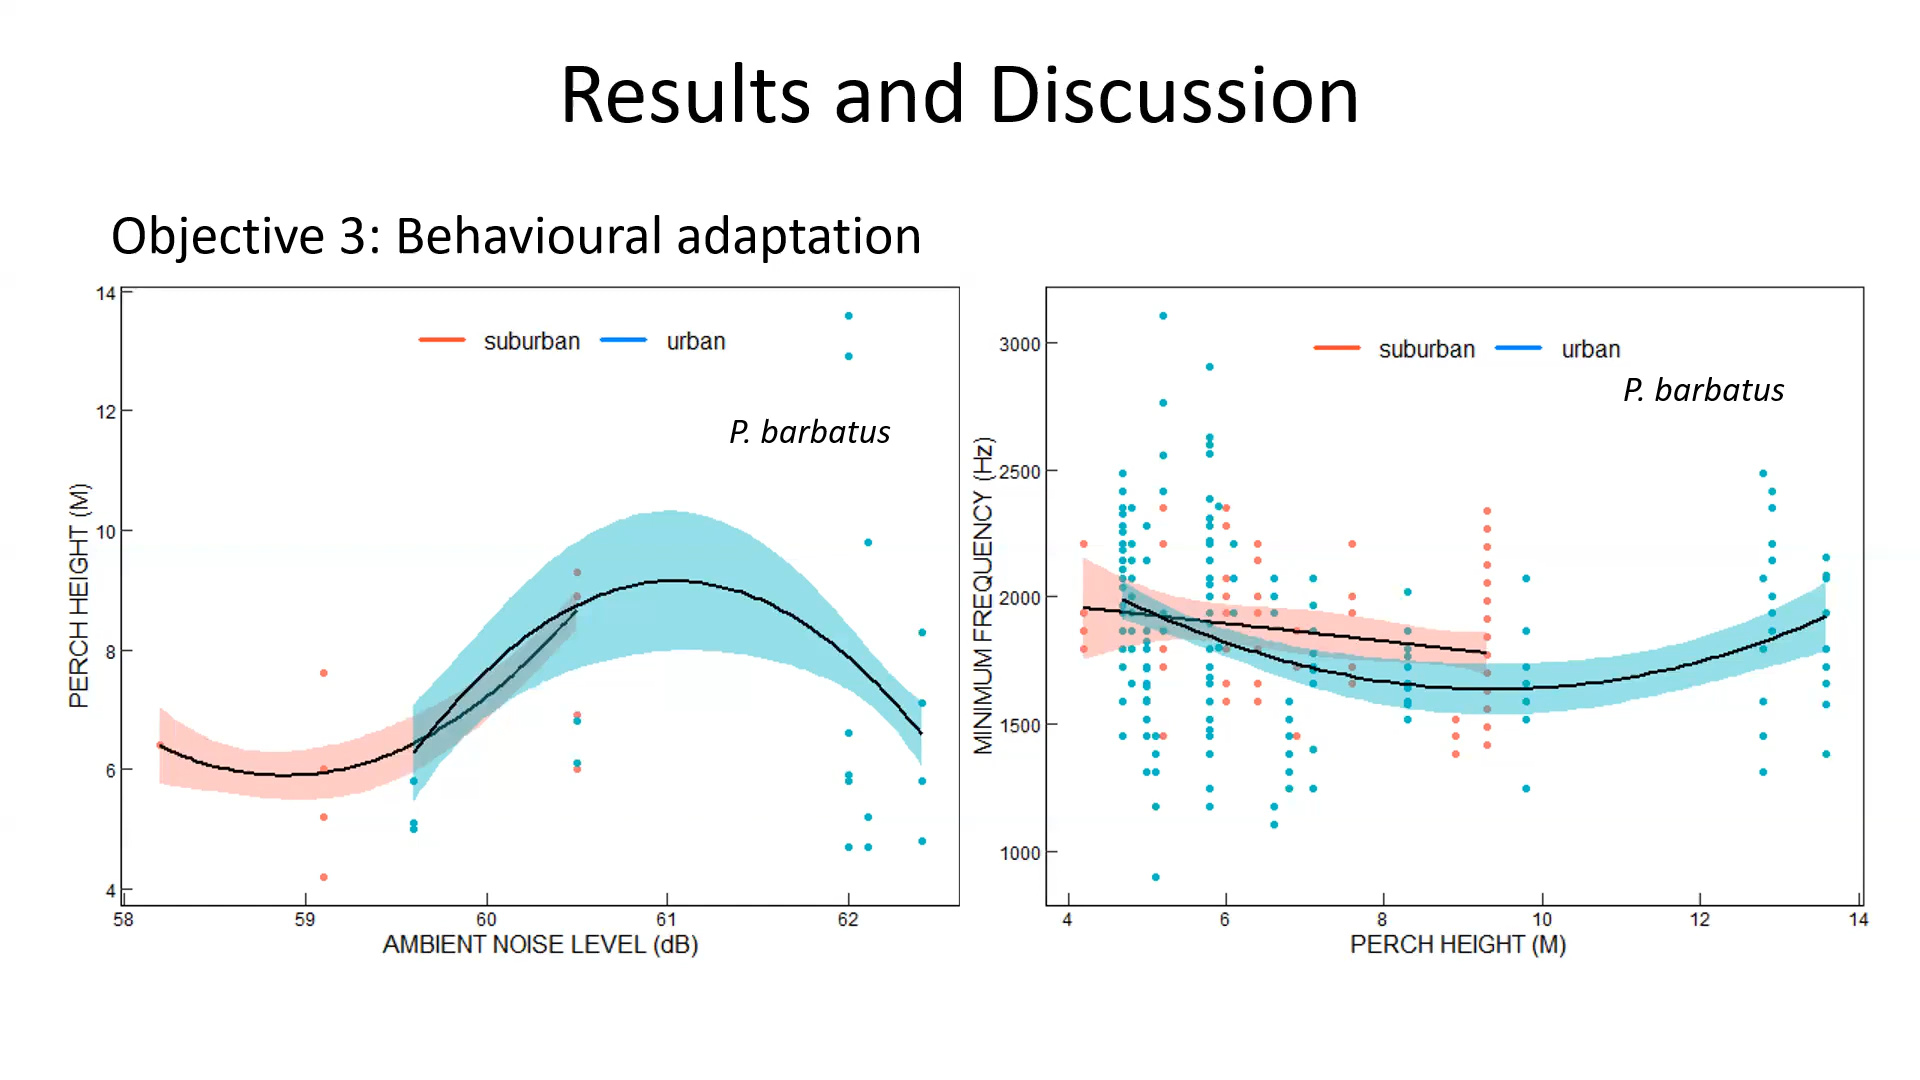 Results and Discussion
Objective 3: Behavioural adaptation
14
12
10
8
6
4
PERCH HEIGHT (M)
suburban urban
P. barbatus
58 59 60 61 62
AMBIENT NOISE LEVEL (dB)
3000
2500
2000
1500
1000
MINIMUM FREQUENCY (Hz)
suburban urban
P. barbatus
4 6 8 10 12 14
PERCH HEIGHT (M)